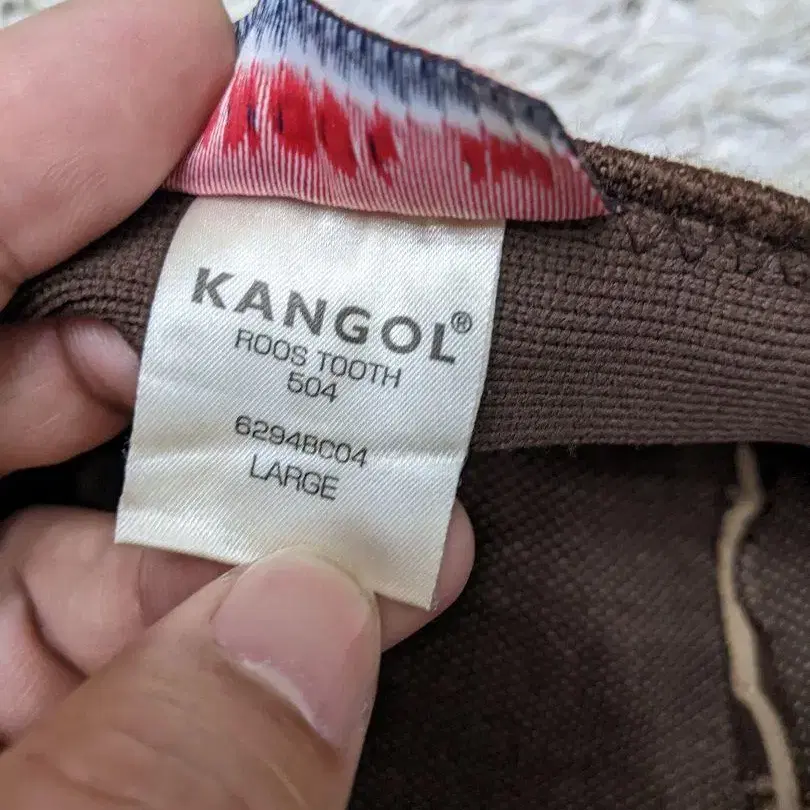 KANGOL®
ROOS TOOTH
504
6294BC04
LARGE